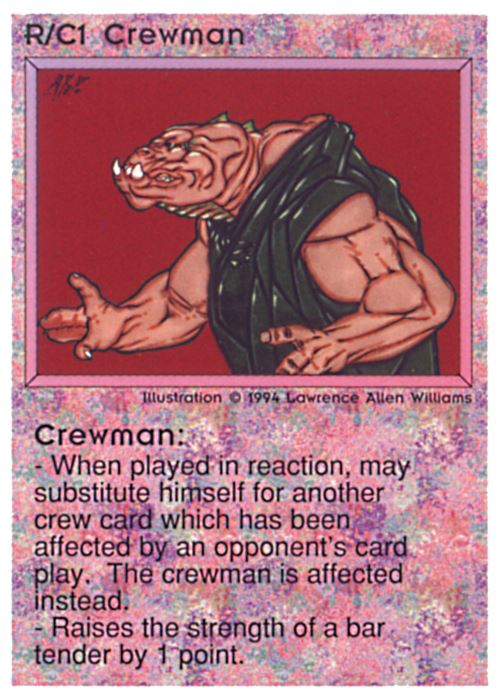 R/C1 Crewman
Illustration © 1994 Lawrence Allen Williams
Crewman:
- When played in reaction, may
substitute himself for another
crew card which has been
affected by an opponent's card
play. The crewman is affected
instead.
- Raises the strength of a bar
tender by 1 point.